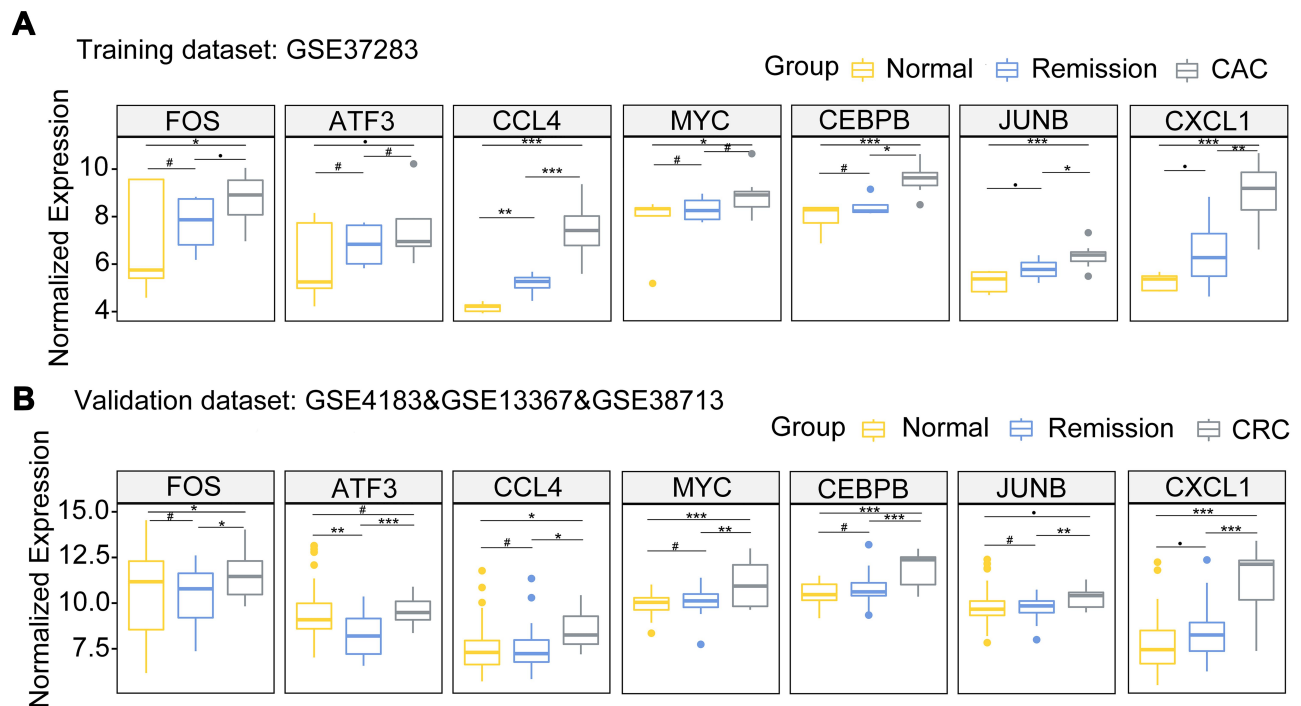 A
Training dataset: GSE37283
Group Normal Remission CAC
Normalized Expression
FOS ATF3 CCL4 MYC CEBPB JUNB CXCL1
* • *** * *** *** ***
# • # # *** # # * * **
# ** # • •
10
8
6
4
B
Validation dataset: GSE4183&GSE13367&GSE38713
Group Normal Remission CRC
Normalized Expression
FOS ATF3 CCL4 MYC CEBPB JUNB CXCL1
* # * *** *** • ***
# * ** *** # * # ** # *** # ** • ***
15.0
12.5
10.0
7.5